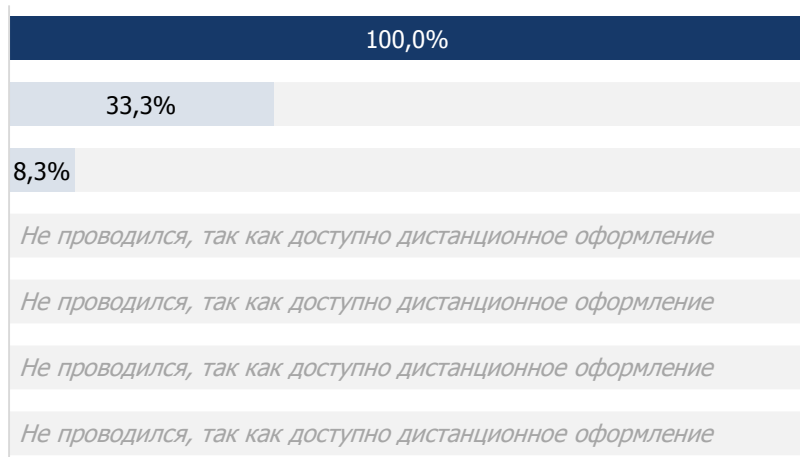 100,0%
33,3%
8,3%
Не проводился, так как доступно дистанционное оформление
Не проводился, так как доступно дистанционное оформление
Не проводился, так как доступно дистанционное оформление
Не проводился, так как доступно дистанционное оформление